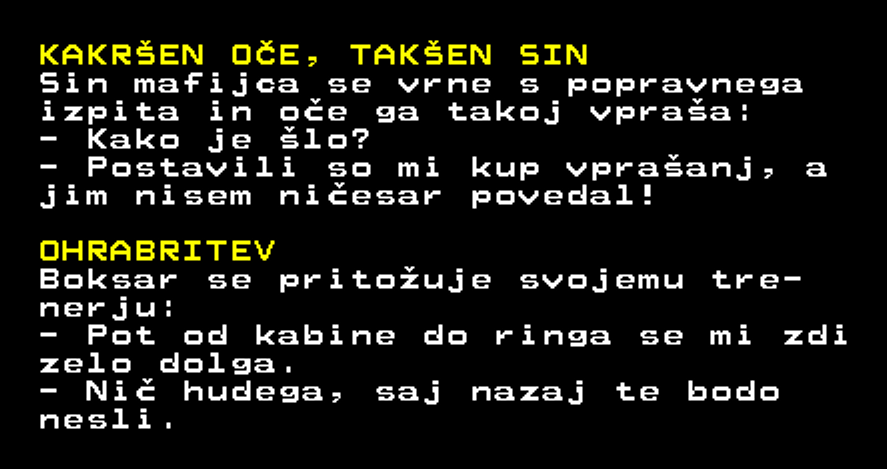 KAKRŠEN OČE, TAKŠEN SIN
Sin mafijca se vrne s popravnega
izpita in oče ga takoj vpraša:
- Kako je šlo?
- Postavili so mi kup vprašanj, a
jim nisem ničesar povedal!
OHRABRITEV
Boksar se pritožuje svojemu tre-
nerju:
- Pot od kabine do ringa se mi zdi
zelo dolga.
- Nič hudega, saj nazaj te bodo
nesli.